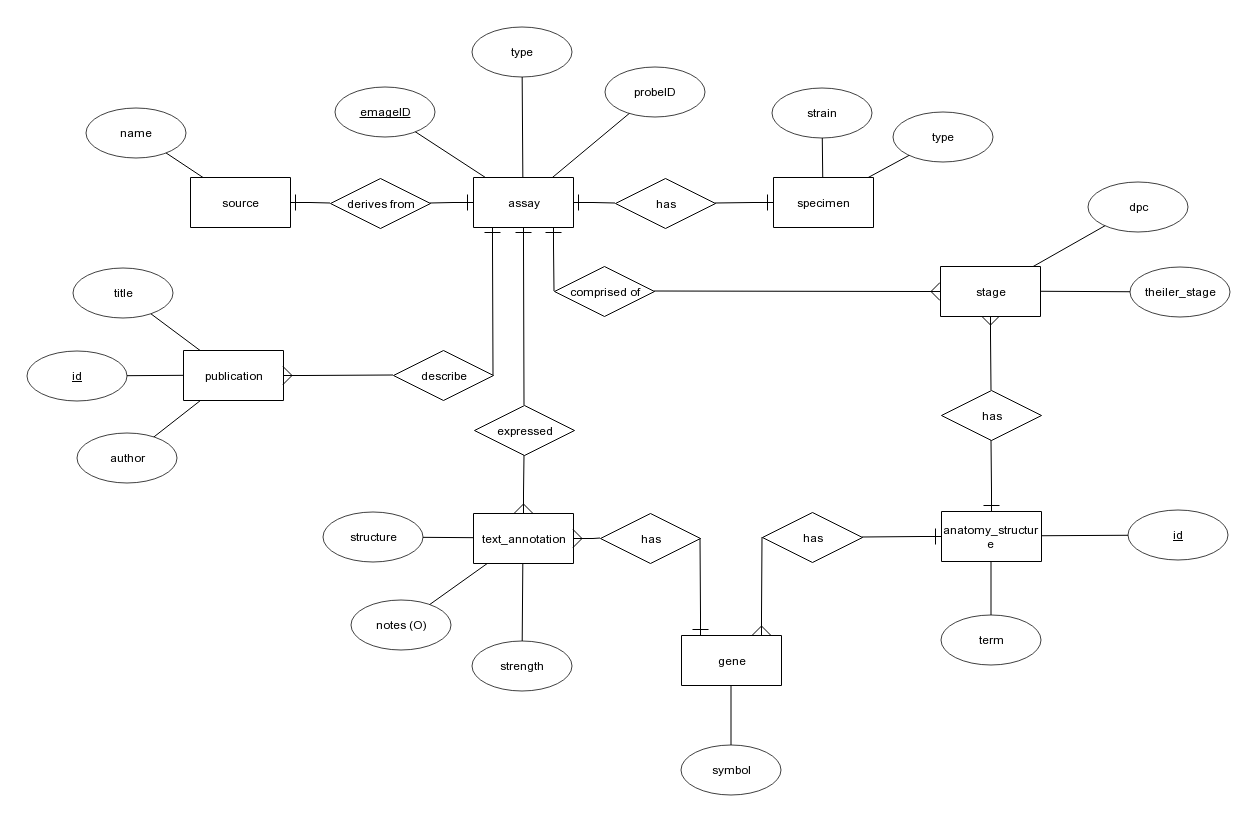 type
probeID
emageID
strain
name
type
source
derives from
assay
has
specimen
dpc
title
comprised of
stage
theiler_stage
id
publication
describe
has
expressed
author
structure
text_annotation
has
has
anatomy_structur
e
id
notes (O)
term
strength
gene
symbol